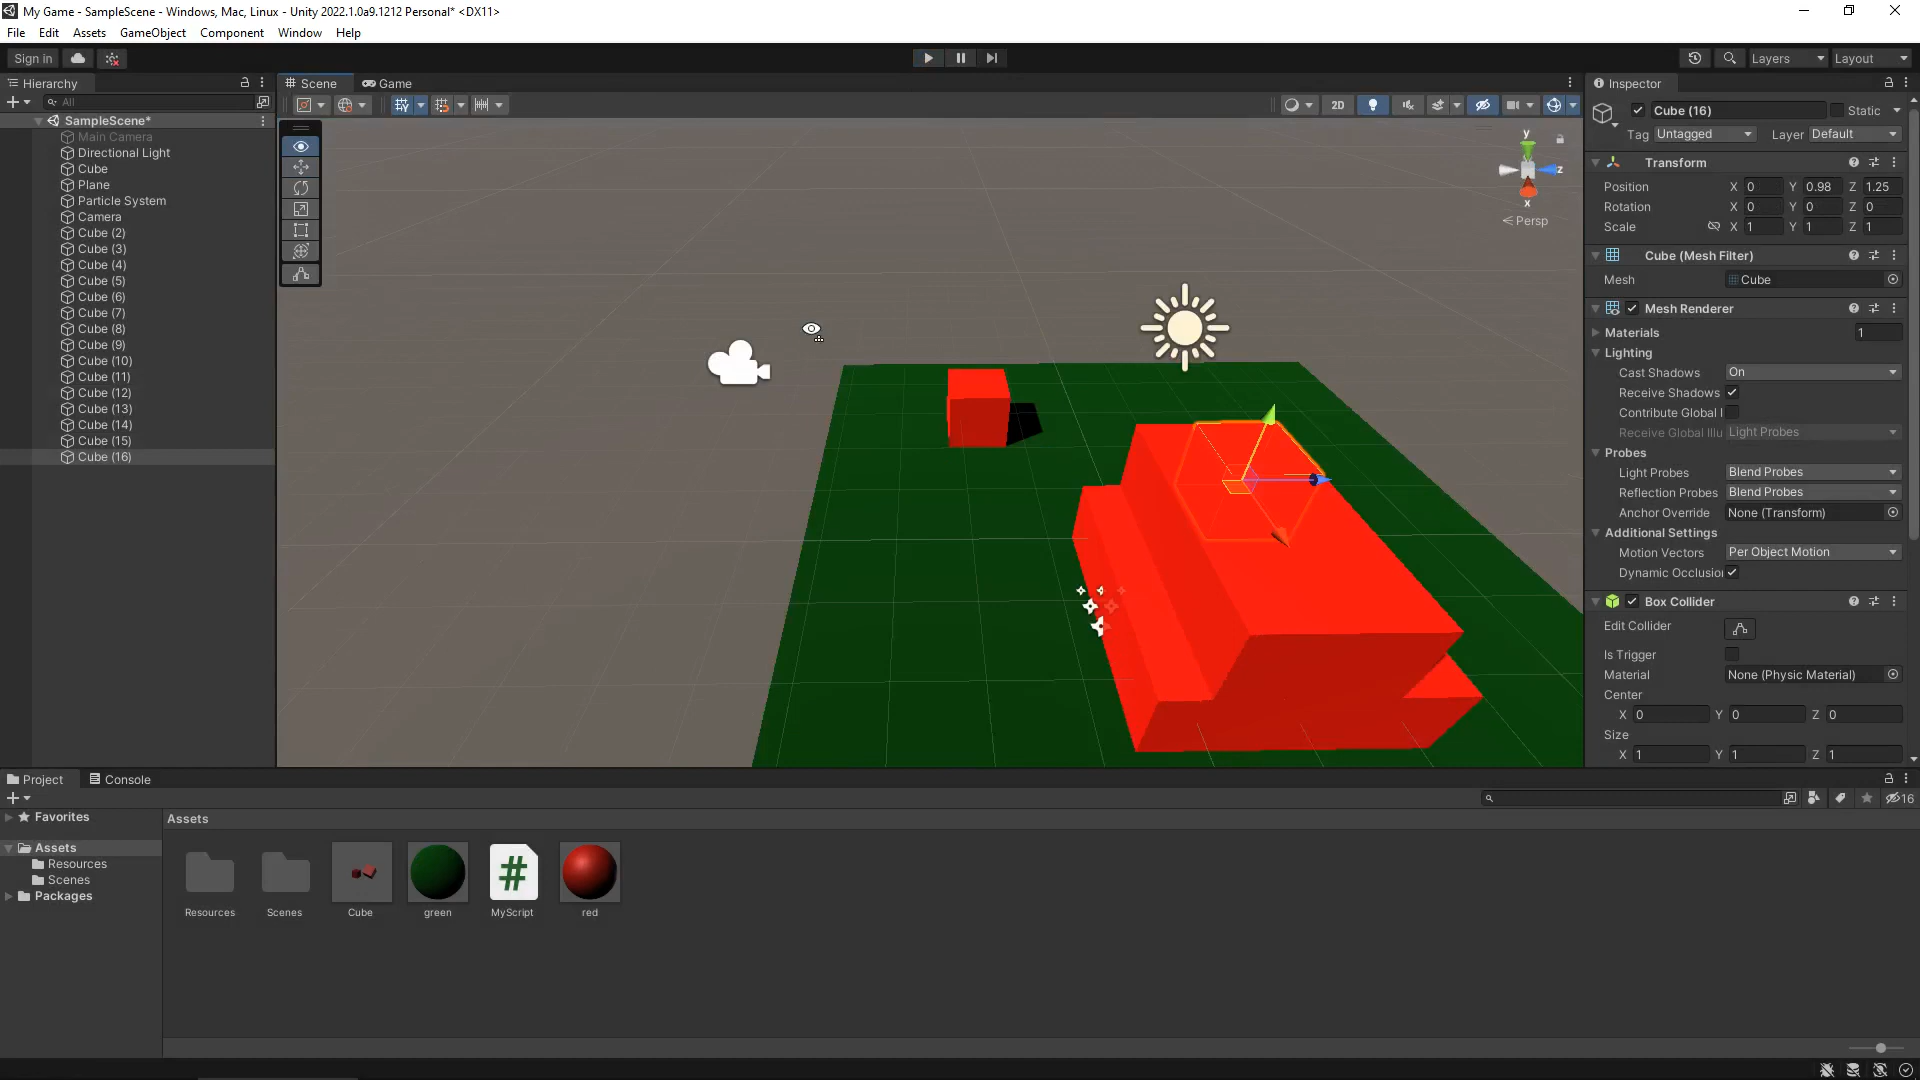 My Game - SampleScene - Windows, Mac, Linux - Unity 2022.1.0a9.1212 Personal* <DX11>
File Edit Assets GameObject Component Window Help
Sign in Layers Layout
Hierarchy
All
SampleScene*
Main Camera
Directional Light
Cube
Plane
Particle System
Camera
Cube (2)
Cube (3)
Cube (4)
Cube (5)
Cube (6)
Cube (7)
Cube (8)
Cube (9)
Cube (10)
Cube (11)
Cube (12)
Cube (13)
Cube (14)
Cube (15)
Cube (16)
Scene Game
2D
y
z
x
Persp
Inspector
Cube (16) Static
Tag Untagged Layer Default
Transform
Position X 0 Y 0.98 Z 1.25
Rotation X 0 Y 0 Z 0
Scale X 1 Y 1 Z 1
Cube (Mesh Filter)
Mesh Cube
Mesh Renderer
Materials 1
Lighting
Cast Shadows On
Receive Shadows
Contribute Global I
Receive Global Illu Light Probes
Probes
Light Probes Blend Probes
Reflection Probes Blend Probes
Anchor Override None (Transform)
Additional Settings
Motion Vectors Per Object Motion
Dynamic Occlusio
Box Collider
Edit Collider
Is Trigger
Material None (Physic Material)
Center
X 0 Y 0 Z 0
Size
X 1 Y 1 Z 1
Project Console
16
Favorites
Assets
Resources
Scenes
Packages
Assets
Resources Scenes Cube green MyScript red